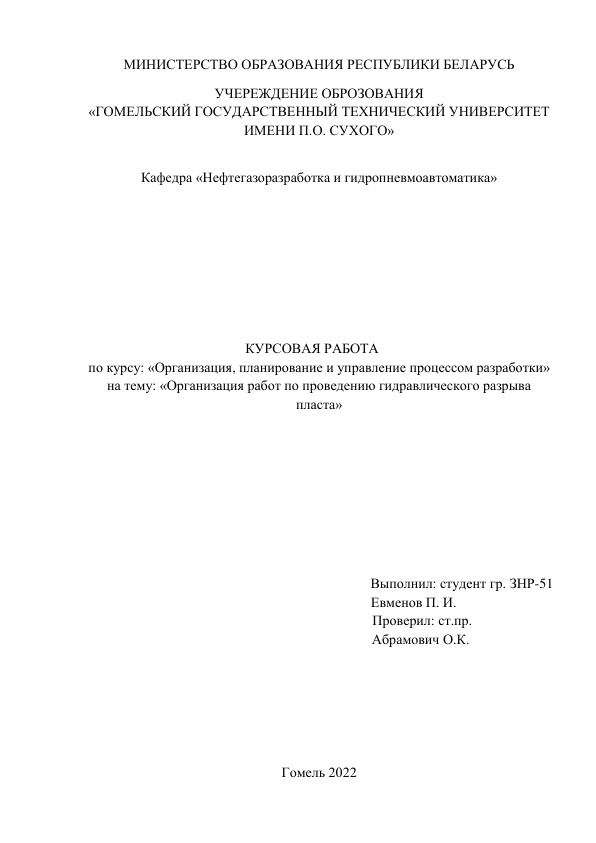 МИНИСТЕРСТВО ОБРАЗОВАНИЯ РЕСПУБЛИКИ БЕЛАРУСЬ
УЧЕРЕЖДЕНИЕ ОБРОЗОВАНИЯ
«ГОМЕЛЬСКИЙ ГОСУДАРСТВЕННЫЙ ТЕХНИЧЕСКИЙ УНИВЕРСИТЕТ
ИМЕНИ П.О. СУХОГО»
Кафедра «Нефтегазоразработка и гидропневмоавтоматика»
КУРСОВАЯ РАБОТА
по курсу: «Организация, планирование и управление процессом разработки»
на тему: «Организация работ по проведению гидравлического разрыва
пласта»
Выполнил: студент гр. ЗНР-51
Евменов П. И.
Проверил: ст.пр.
Абрамович О.К.
Гомель 2022